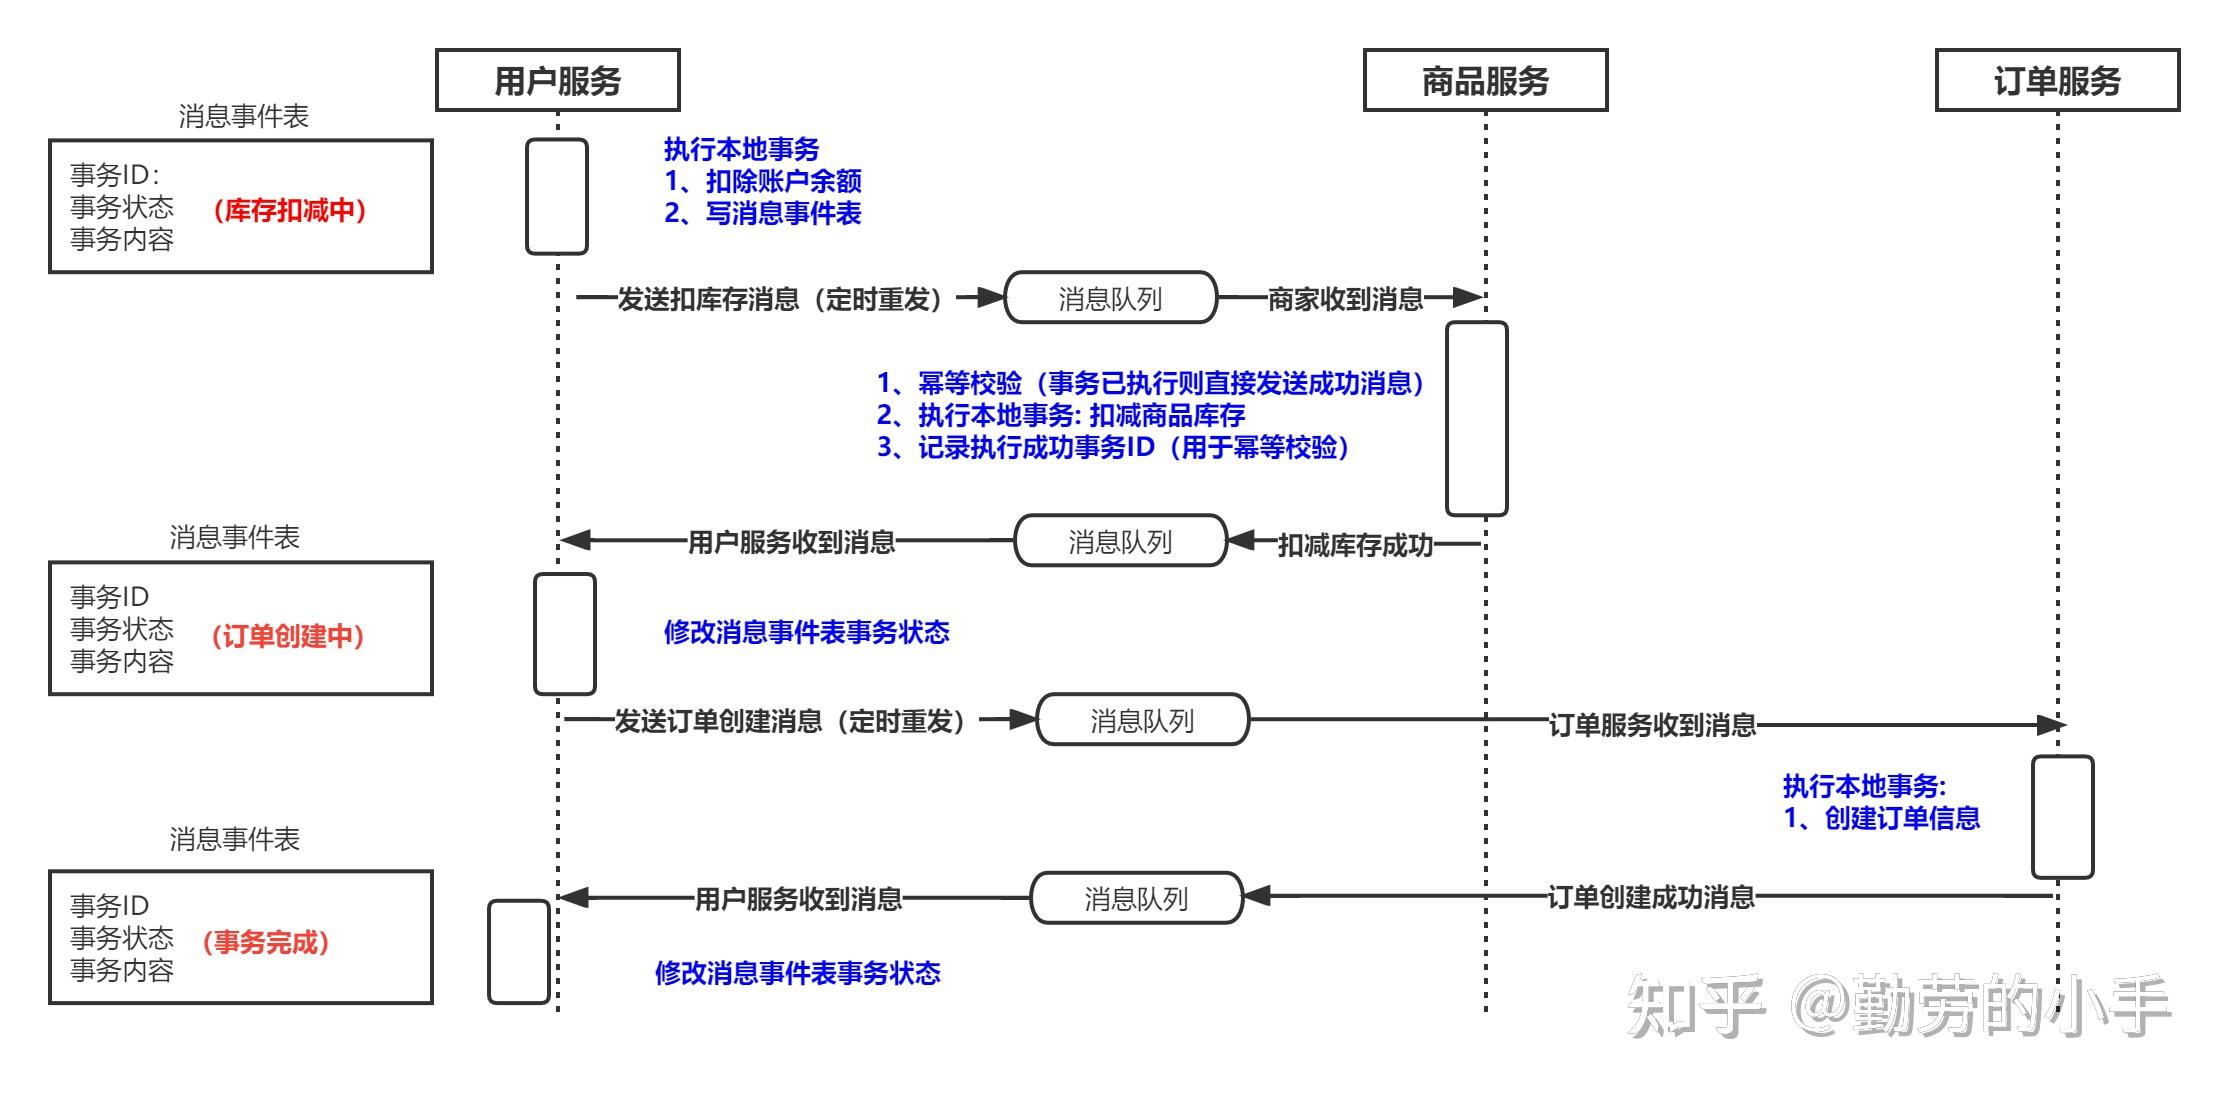 用户服务
商品服务
订单服务
消息事件表
事务ID：
事务状态
（库存扣减中）
事务内容
执行本地事务
1、扣除账户余额
2、写消息事件表
发送扣库存消息（定时重发）
消息队列
商家收到消息
1、幂等校验（事务已执行则直接发送成功消息）
2、执行本地事务: 扣减商品库存
3、记录执行成功事务ID（用于幂等校验）
用户服务收到消息
消息队列
扣减库存成功
消息事件表
事务ID
事务状态
（订单创建中）
事务内容
修改消息事件表事务状态
发送订单创建消息（定时重发）
消息队列
订单服务收到消息
执行本地事务:
1、创建订单信息
消息事件表
事务ID
事务状态
（事务完成）
事务内容
用户服务收到消息
消息队列
订单创建成功消息
修改消息事件表事务状态
知乎 @勤劳的小手